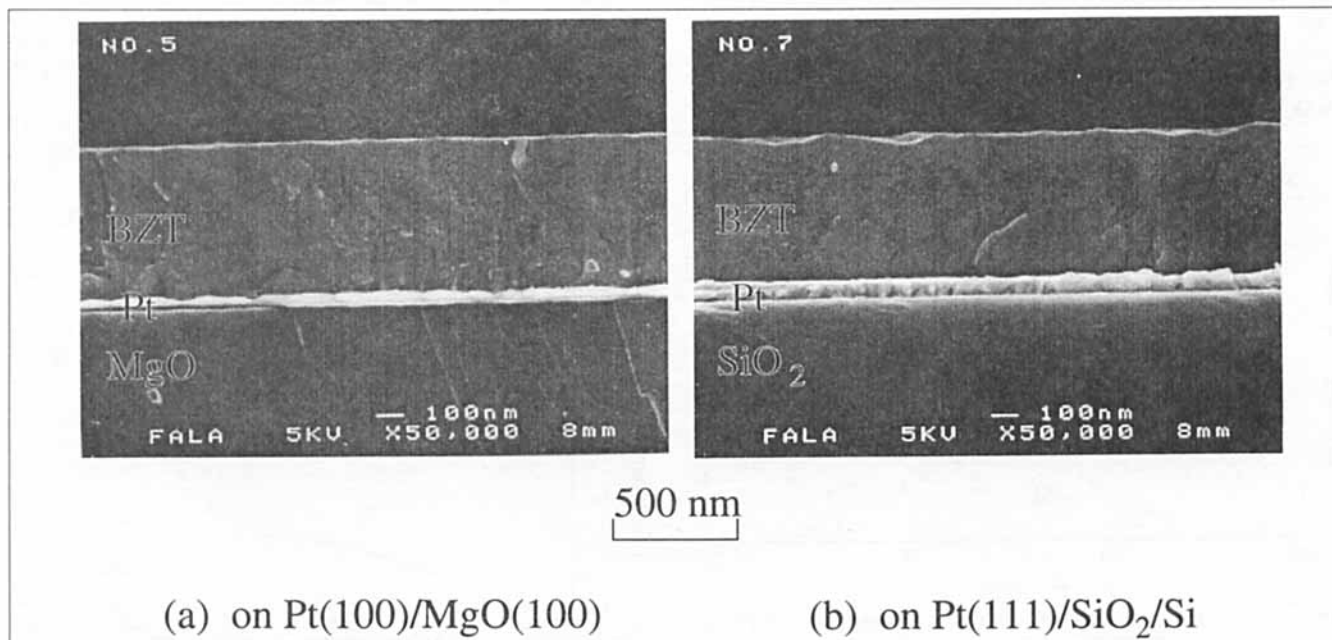 NO.5
BZT
Pt
MgO
100nm
FALA 5KV X50,000 8mm
NO.7
BZT
Pt
SiO₂
100nm
FALA 5KV X50,000 8mm
500 nm
(a) on Pt(100)/MgO(100)
(b) on Pt(111)/SiO₂/Si